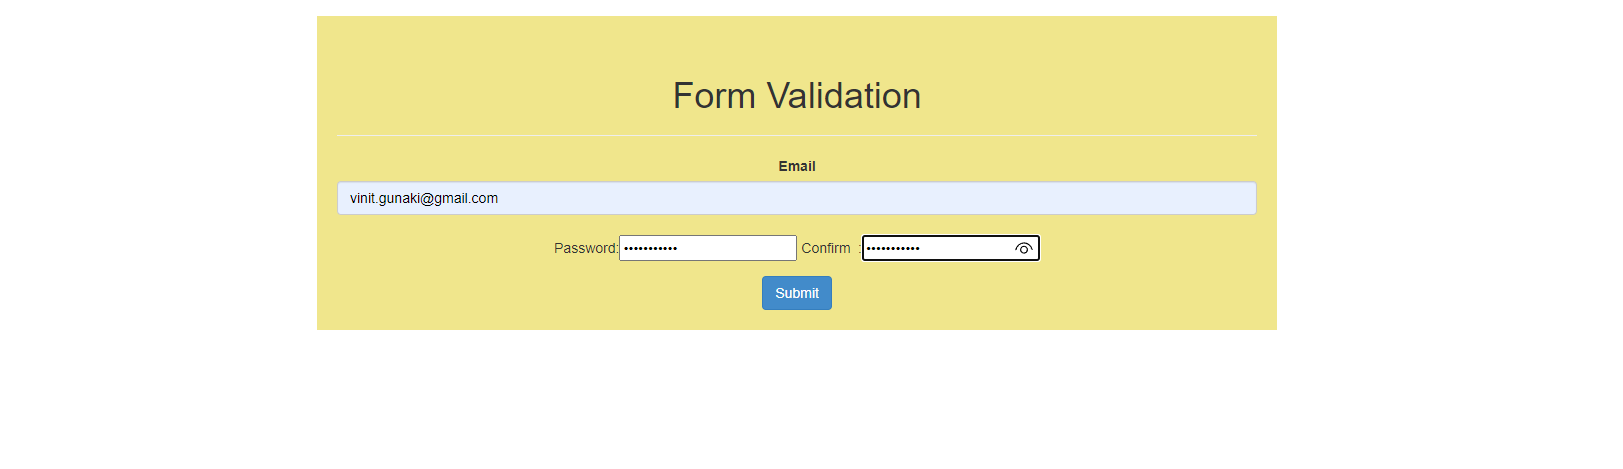 Form Validation
Email
vinit.gunaki@gmail.com
Password:••••••••••• Confirm :•••••••••••
Submit